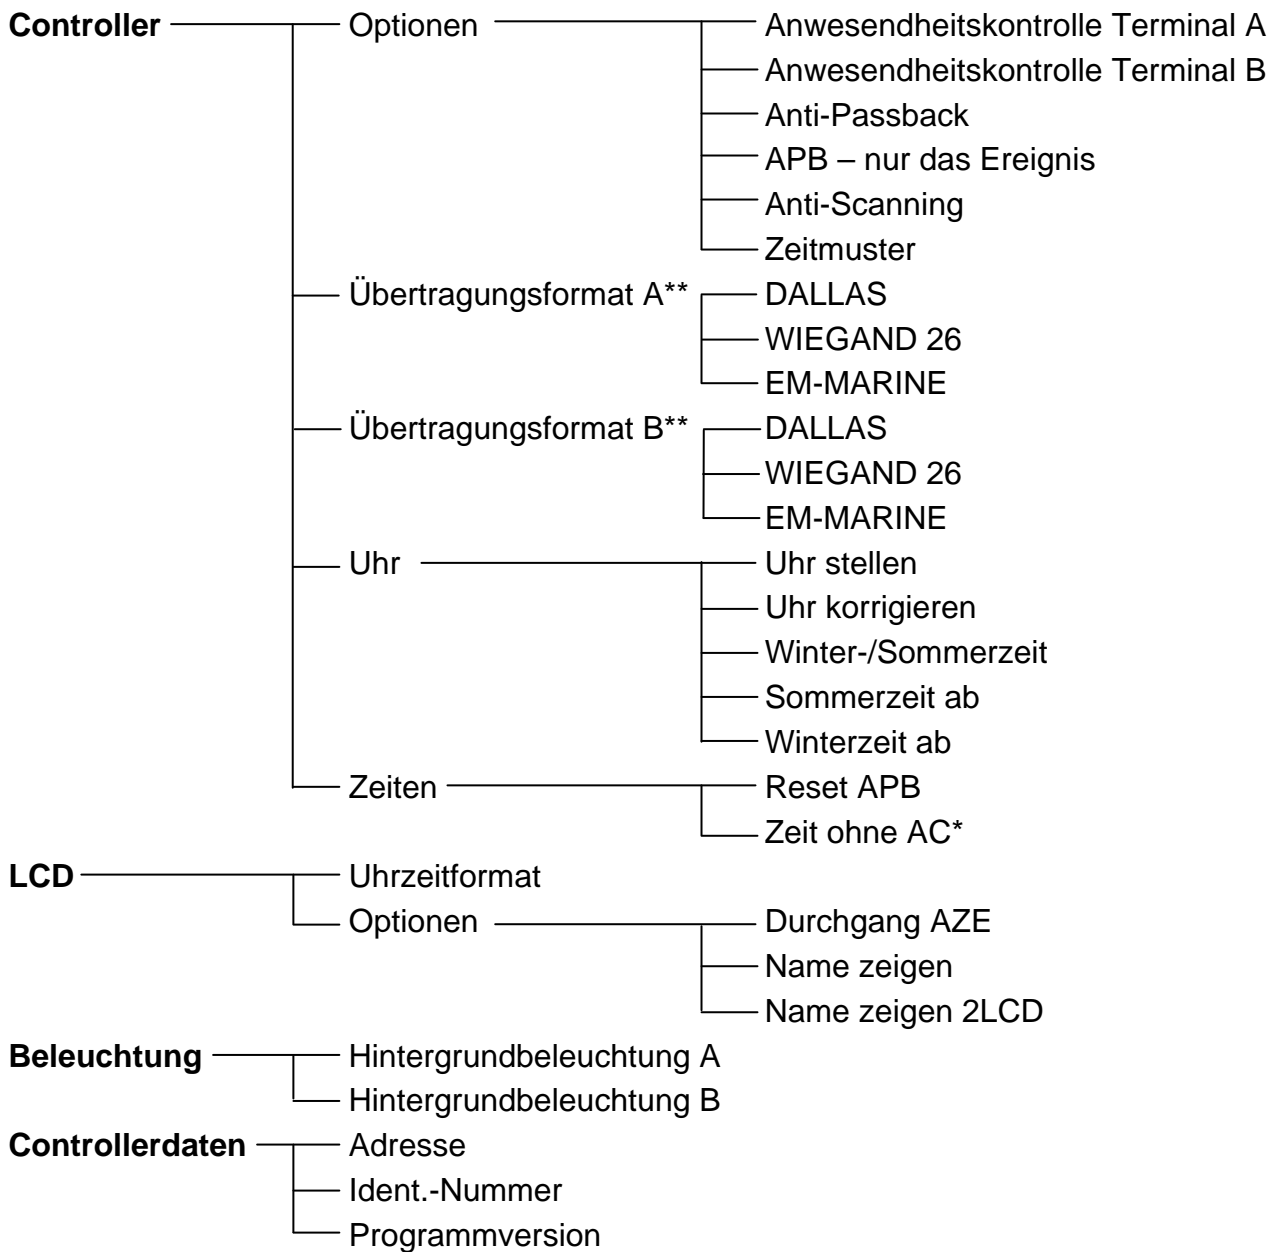 Controller Optionen Anwesendheitskontrolle Terminal A
Anwesendheitskontrolle Terminal B
Anti-Passback
APB – nur das Ereignis
Anti-Scanning
Zeitmuster
Übertragungsformat A** DALLAS
WIEGAND 26
EM-MARINE
Übertragungsformat B** DALLAS
WIEGAND 26
EM-MARINE
Uhr Uhr stellen
Uhr korrigieren
Winter-/Sommerzeit
Sommerzeit ab
Winterzeit ab
Zeiten Reset APB
Zeit ohne AC*
LCD Uhrzeitformat
Optionen Durchgang AZE
Name zeigen
Name zeigen 2LCD
Beleuchtung Hintergrundbeleuchtung A
Hintergrundbeleuchtung B
Controllerdaten Adresse
Ident.-Nummer
Programmversion